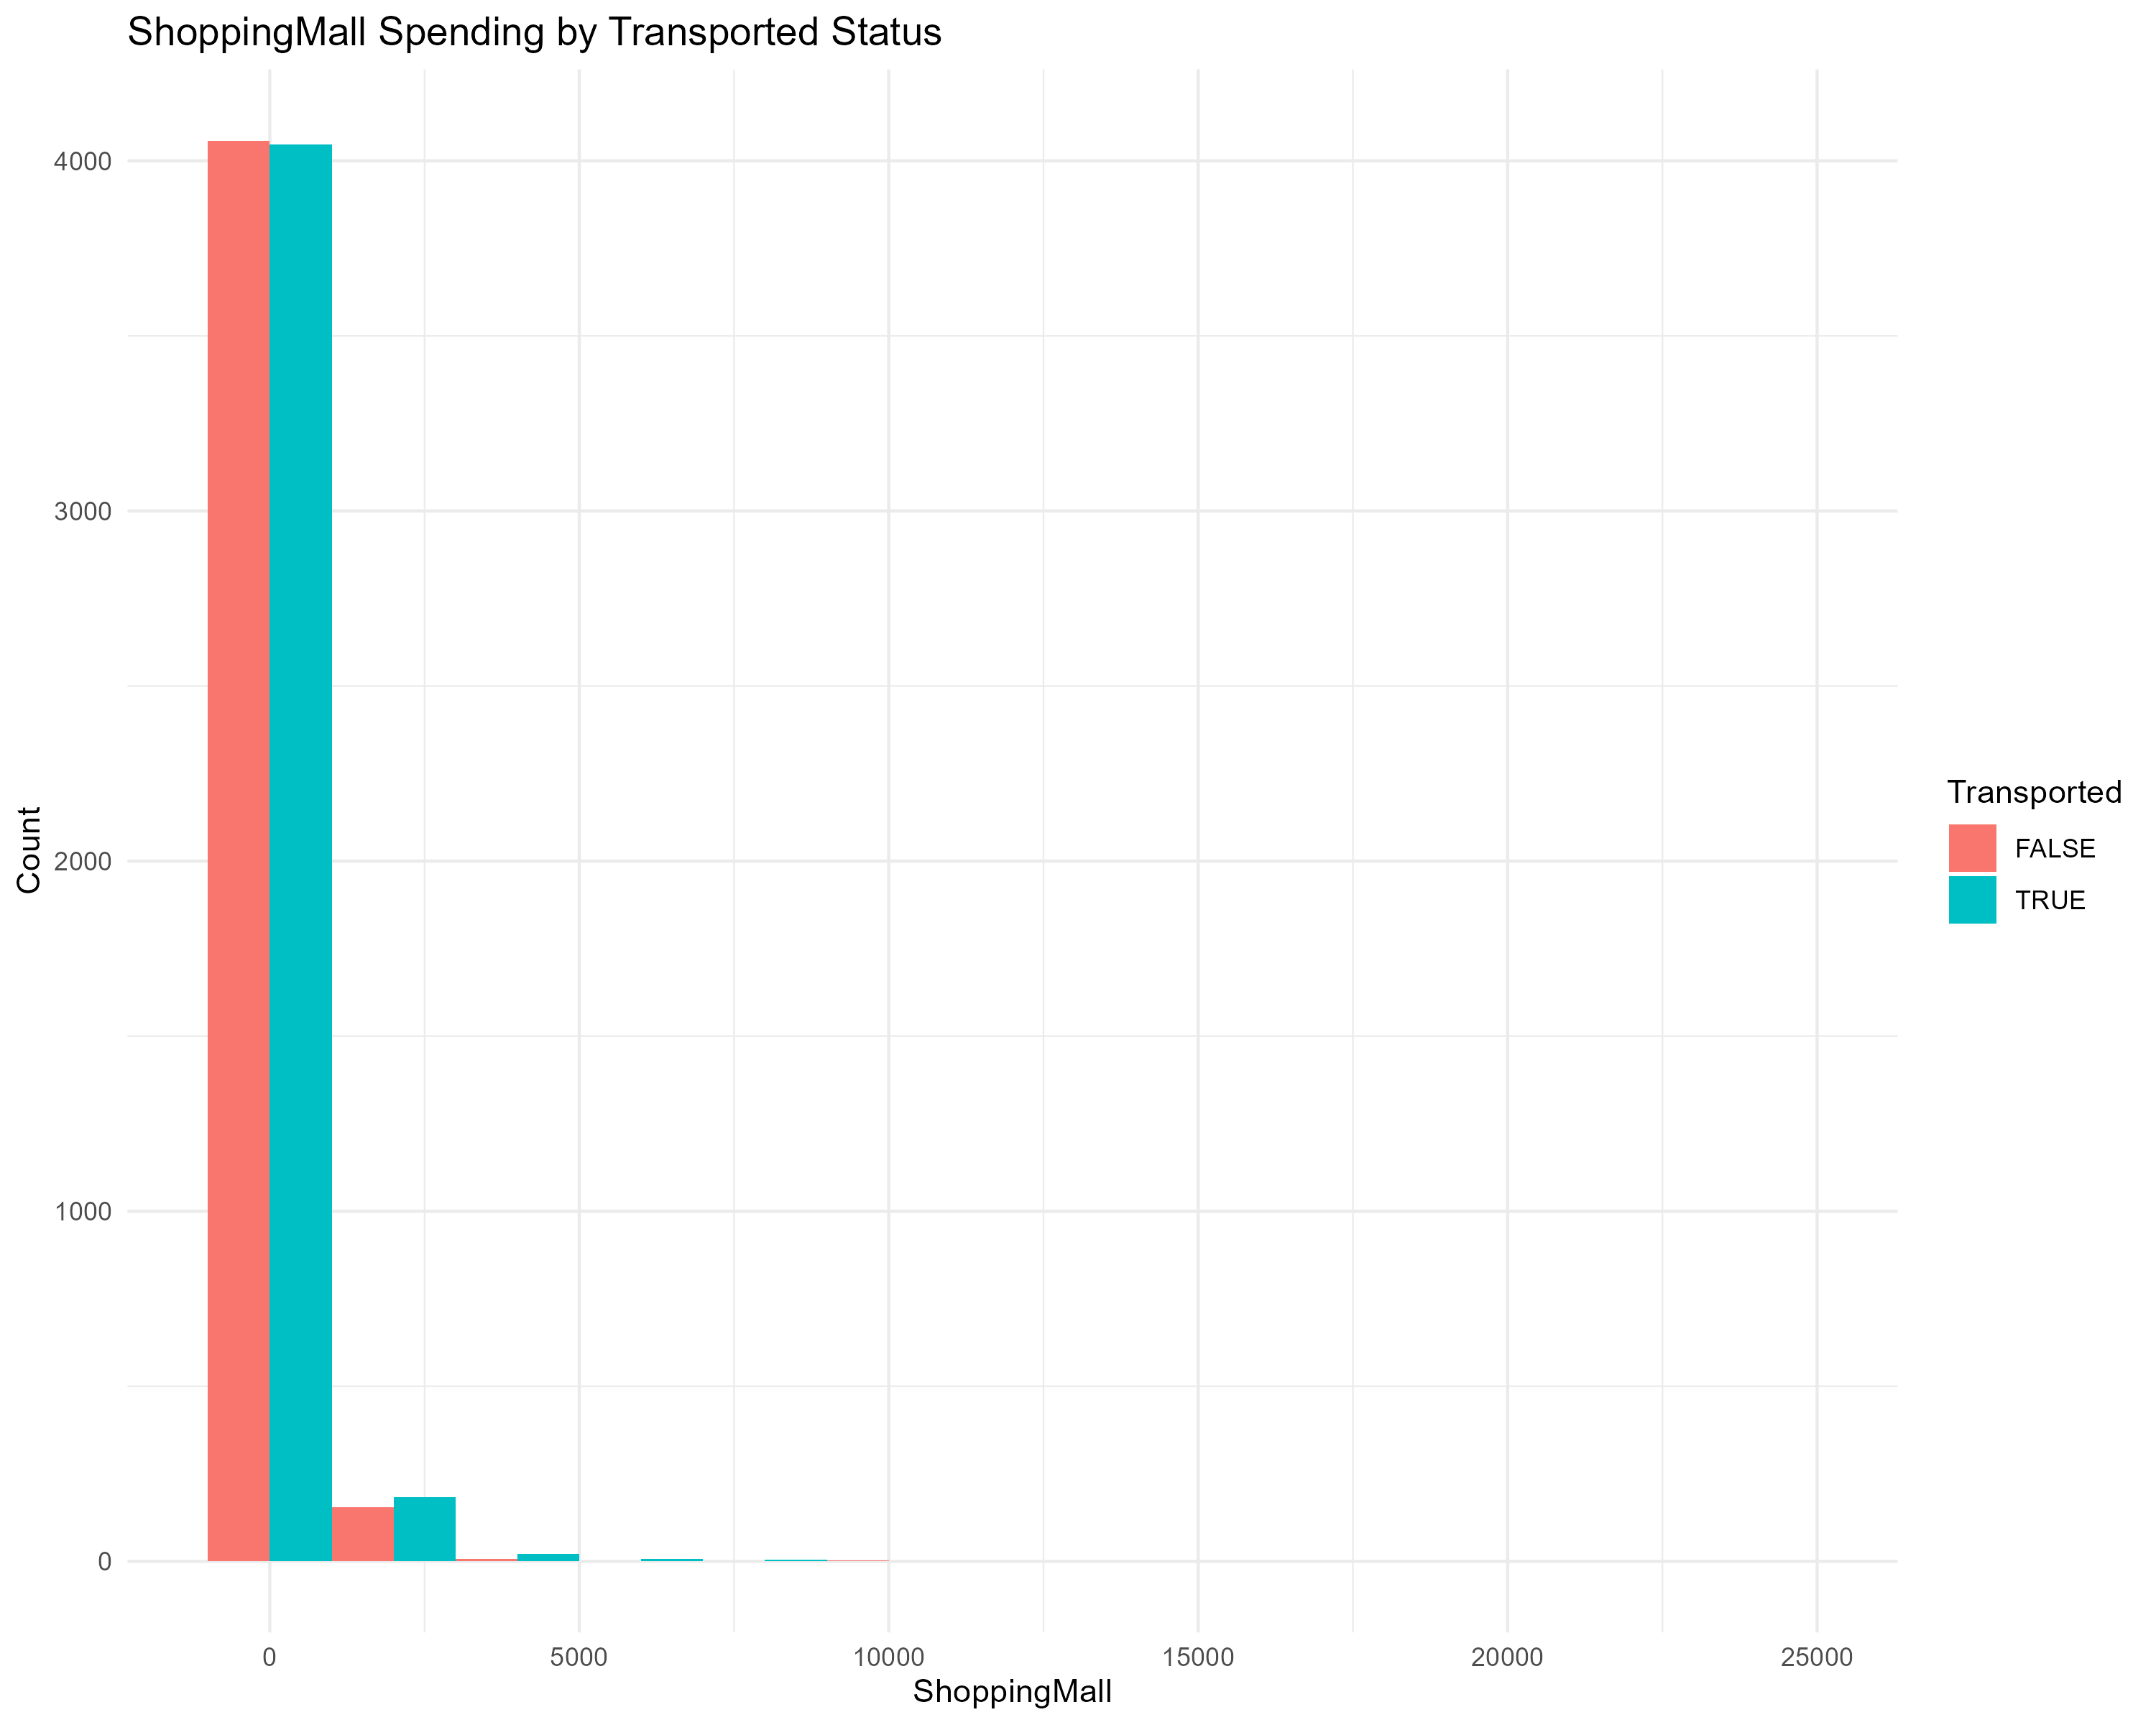 ShoppingMall Spending by Transported Status
4000
3000
2000
1000
0
Count
0 5000 10000 15000 20000 25000
ShoppingMall
Transported
FALSE
TRUE